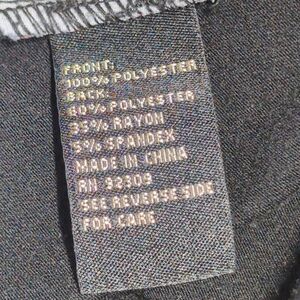 FRONT:
100% POLYESTER
BACK:
60% POLYESTER
35% RAYON
5% SPANDEX
MADE IN CHINA
RN 92309
SEE REVERSE SIDE
FOR CARE